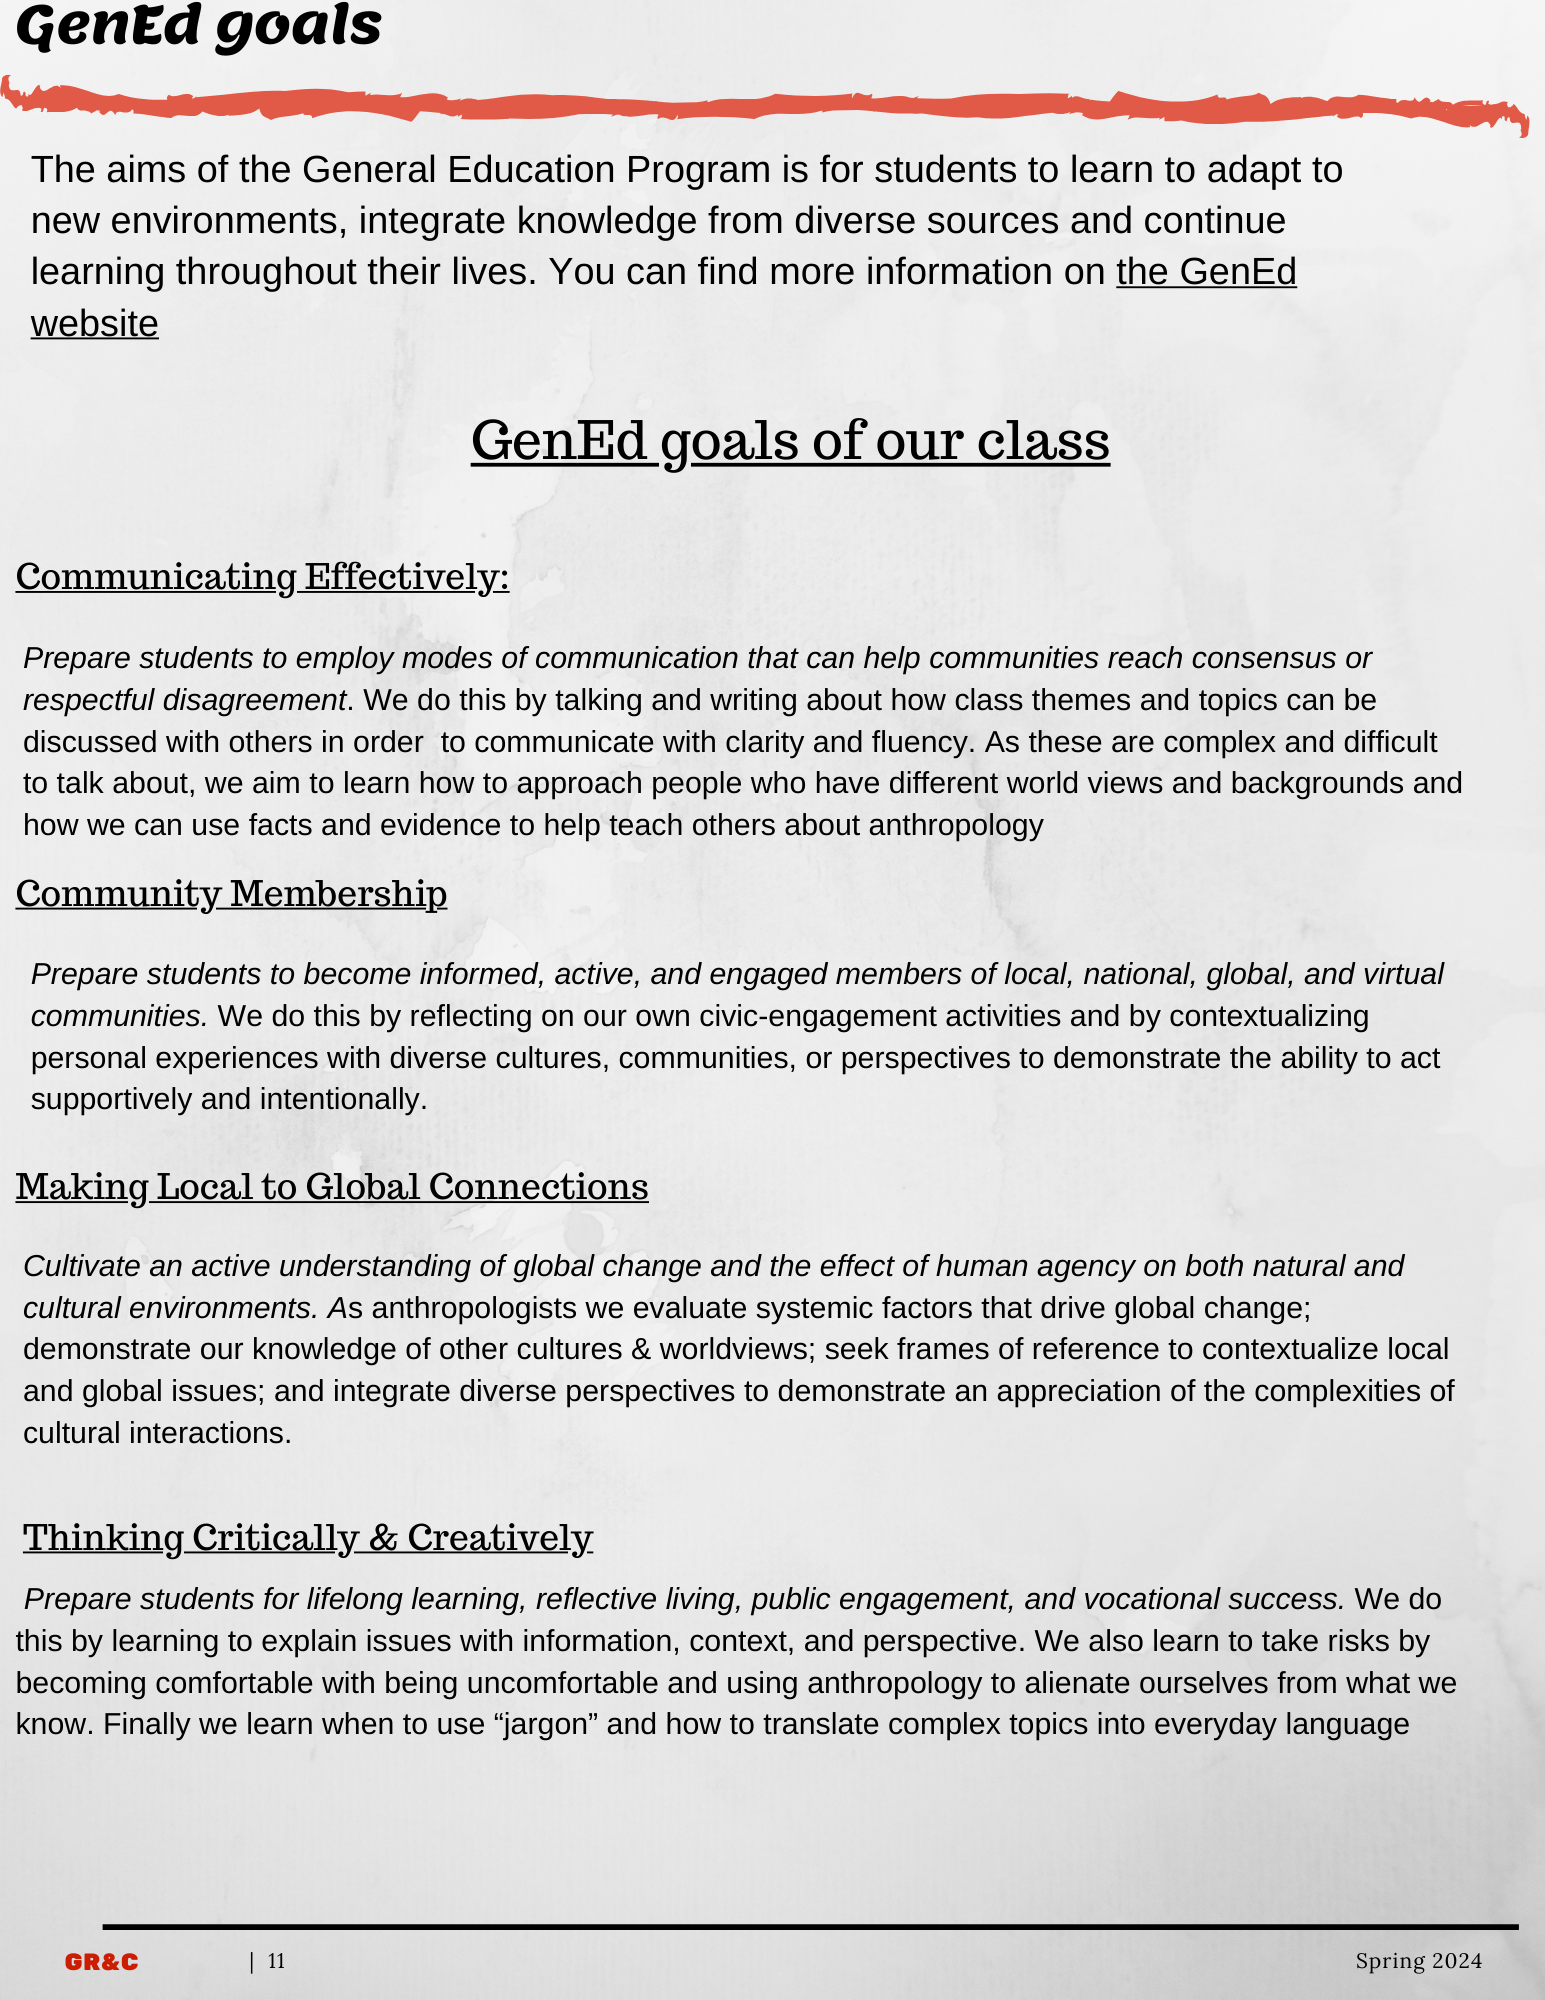 GenEd goals
The aims of the General Education Program is for students to learn to adapt to
new environments, integrate knowledge from diverse sources and continue
learning throughout their lives. You can find more information on the GenEd
website
GenEd goals of our class
Communicating Effectively:
Prepare students to employ modes of communication that can help communities reach consensus or
respectful disagreement. We do this by talking and writing about how class themes and topics can be
discussed with others in order  to communicate with clarity and fluency. As these are complex and difficult
to talk about, we aim to learn how to approach people who have different world views and backgrounds and
how we can use facts and evidence to help teach others about anthropology
Community Membership
Prepare students to become informed, active, and engaged members of local, national, global, and virtual
communities. We do this by reflecting on our own civic-engagement activities and by contextualizing
personal experiences with diverse cultures, communities, or perspectives to demonstrate the ability to act
supportively and intentionally.
Making Local to Global Connections
Cultivate an active understanding of global change and the effect of human agency on both natural and
cultural environments. As anthropologists we evaluate systemic factors that drive global change;
demonstrate our knowledge of other cultures & worldviews; seek frames of reference to contextualize local
and global issues; and integrate diverse perspectives to demonstrate an appreciation of the complexities of
cultural interactions.
Thinking Critically & Creatively
Prepare students for lifelong learning, reflective living, public engagement, and vocational success. We do
this by learning to explain issues with information, context, and perspective. We also learn to take risks by
becoming comfortable with being uncomfortable and using anthropology to alienate ourselves from what we
know. Finally we learn when to use “jargon” and how to translate complex topics into everyday language
GR&C | 11 Spring 2024